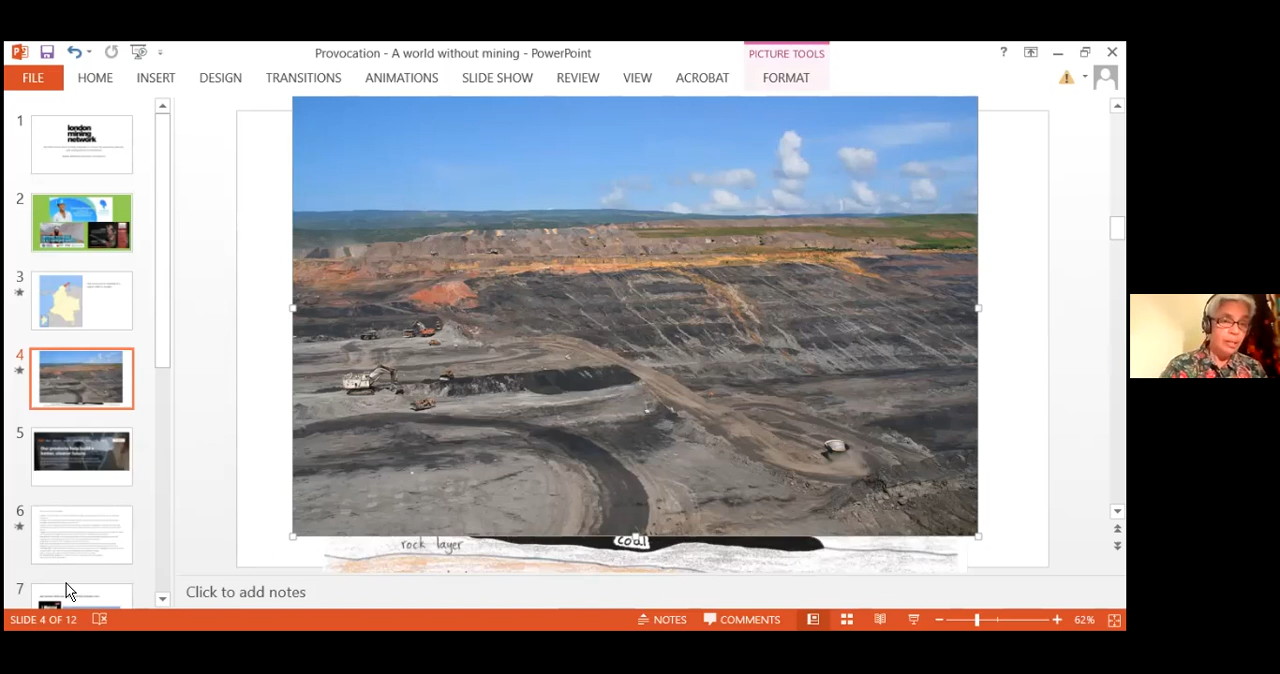 Provocation - A world without mining - PowerPoint
PICTURE TOOLS
?
FILE
HOME
INSERT
DESIGN
TRANSITIONS
ANIMATIONS
SLIDE SHOW
REVIEW
VIEW
ACROBAT
FORMAT
1
london
mining
network
2
3
4
5
6
7
rock layer
coal
Click to add notes
SLIDE 4 OF 12
NOTES
COMMENTS
62%